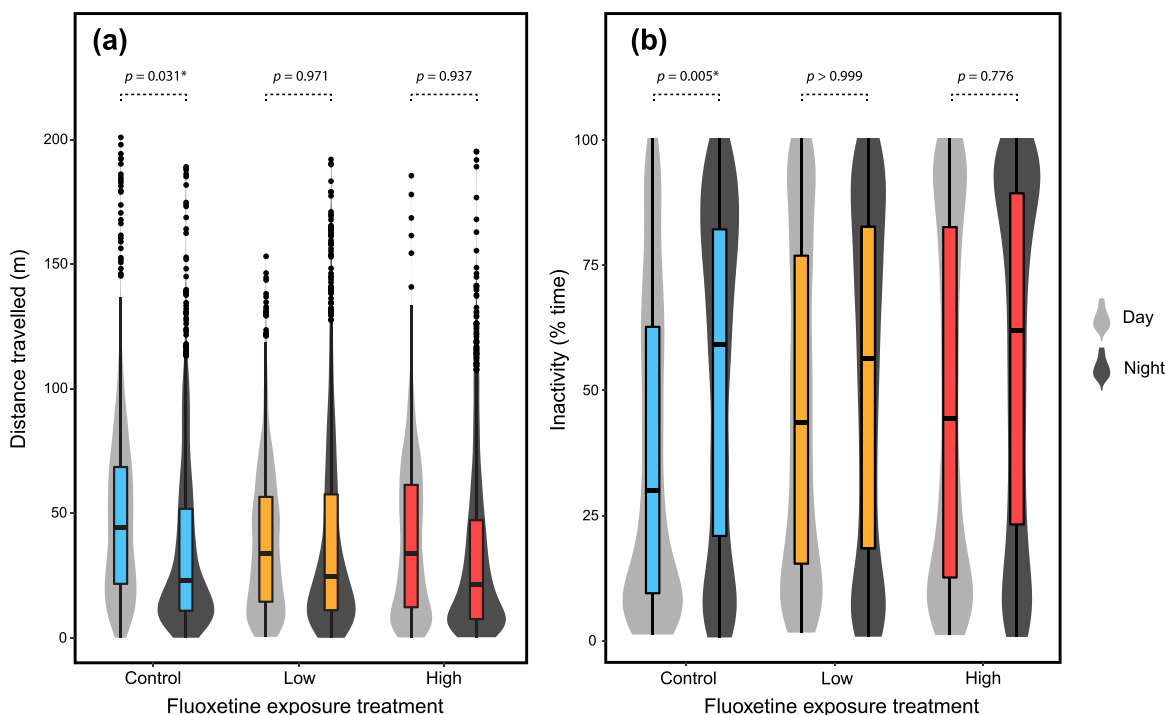 (a)
p = 0.031*
p = 0.971
p = 0.937
200
150
100
50
0
Distance travelled (m)
Control
Low
High
Fluoxetine exposure treatment
(b)
p = 0.005*
p > 0.999
p = 0.776
100
75
50
25
0
Inactivity (% time)
Control
Low
High
Fluoxetine exposure treatment
Day
Night